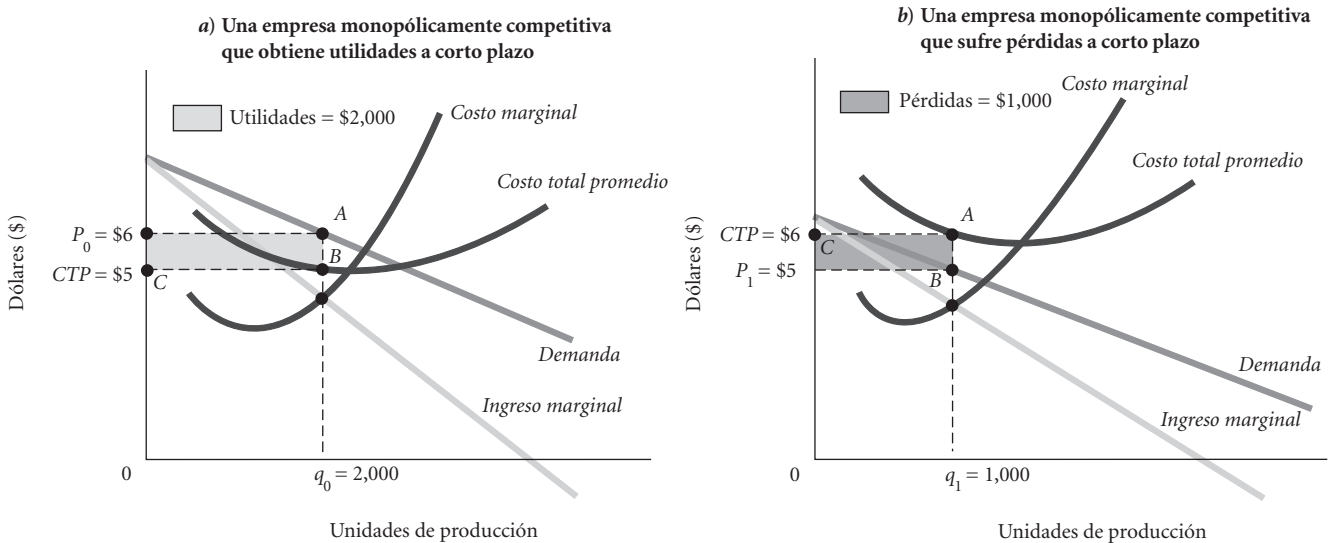 a) Una empresa monopólicamente competitiva
que obtiene utilidades a corto plazo
Utilidades = $2,000
Costo marginal
Costo total promedio
Dólares ($)
A
P0 = $6
B
CTP = $5
C
Demanda
Ingreso marginal
0
q0 = 2,000
Unidades de producción
b) Una empresa monopólicamente competitiva
que sufre pérdidas a corto plazo
Costo marginal
Pérdidas = $1,000
Costo total promedio
Dólares ($)
A
CTP = $6
C
P1 = $5
B
Demanda
Ingreso marginal
0
q1 = 1,000
Unidades de producción